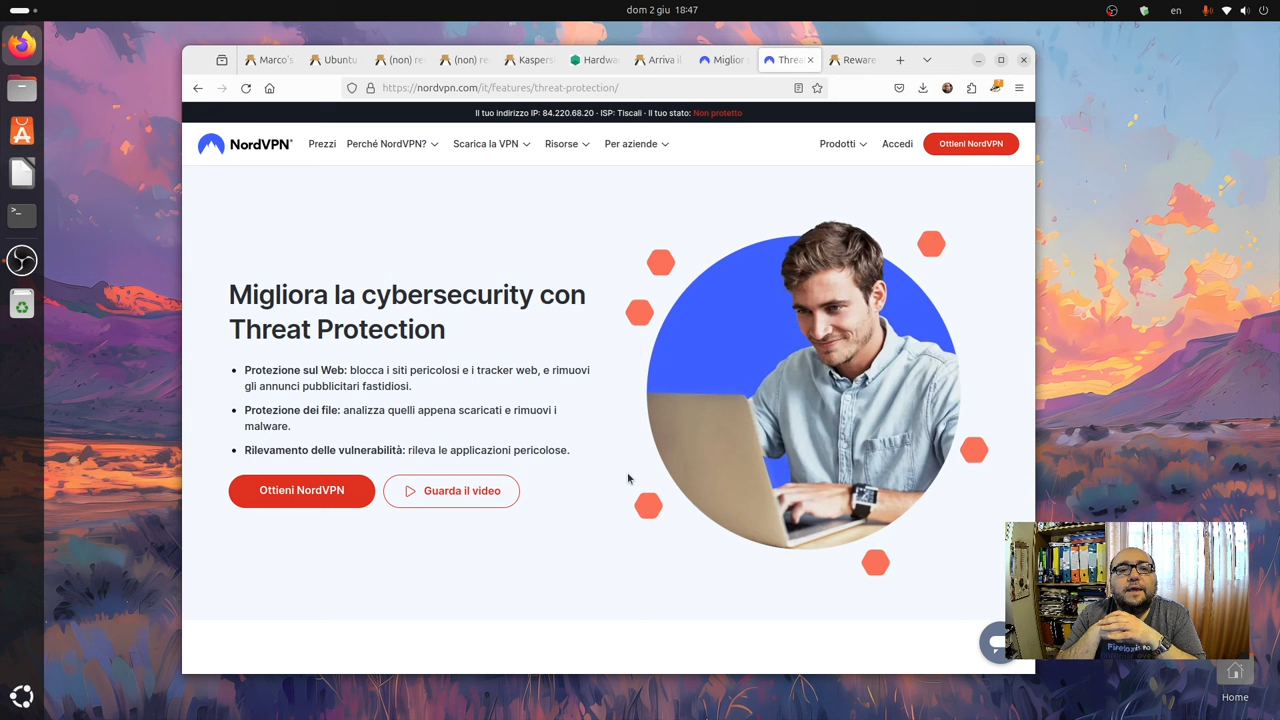 dom 2 giu 18:47
en
Marco's
Ubuntu
(non) re
(non) re
Kaspers
Hardwa
Arriva il
Miglior
Threa
Reware
https://nordvpn.com/it/features/threat-protection/
Il tuo indirizzo IP: 84.220.68.20 · ISP: Tiscali · Il tuo stato: Non protetto
NordVPN®
Prezzi
Perché NordVPN?
Scarica la VPN
Risorse
Per aziende
Prodotti
Accedi
Ottieni NordVPN
Migliora la cybersecurity con
Threat Protection
• Protezione sul Web: blocca i siti pericolosi e i tracker web, e rimuovi
gli annunci pubblicitari fastidiosi.
• Protezione dei file: analizza quelli appena scaricati e rimuovi i
malware.
• Rilevamento delle vulnerabilità: rileva le applicazioni pericolose.
Ottieni NordVPN
Guarda il video
Home